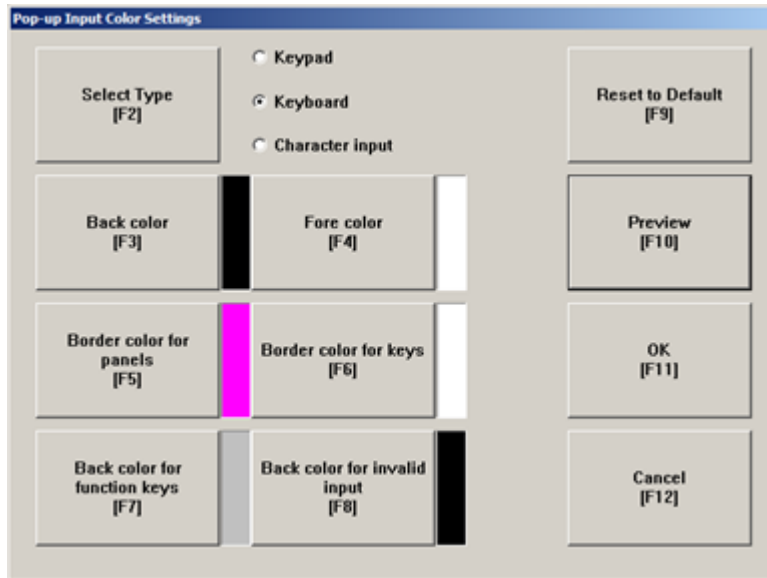 Pop-up Input Color Settings
Select Type
[F2]
Keypad
Keyboard
Character input
Reset to Default
[F9]
Back color
[F3]
Fore color
[F4]
Preview
[F10]
Border color for
panels
[F5]
Border color for keys
[F6]
OK
[F11]
Back color for
function keys
[F7]
Back color for invalid
input
[F8]
Cancel
[F12]